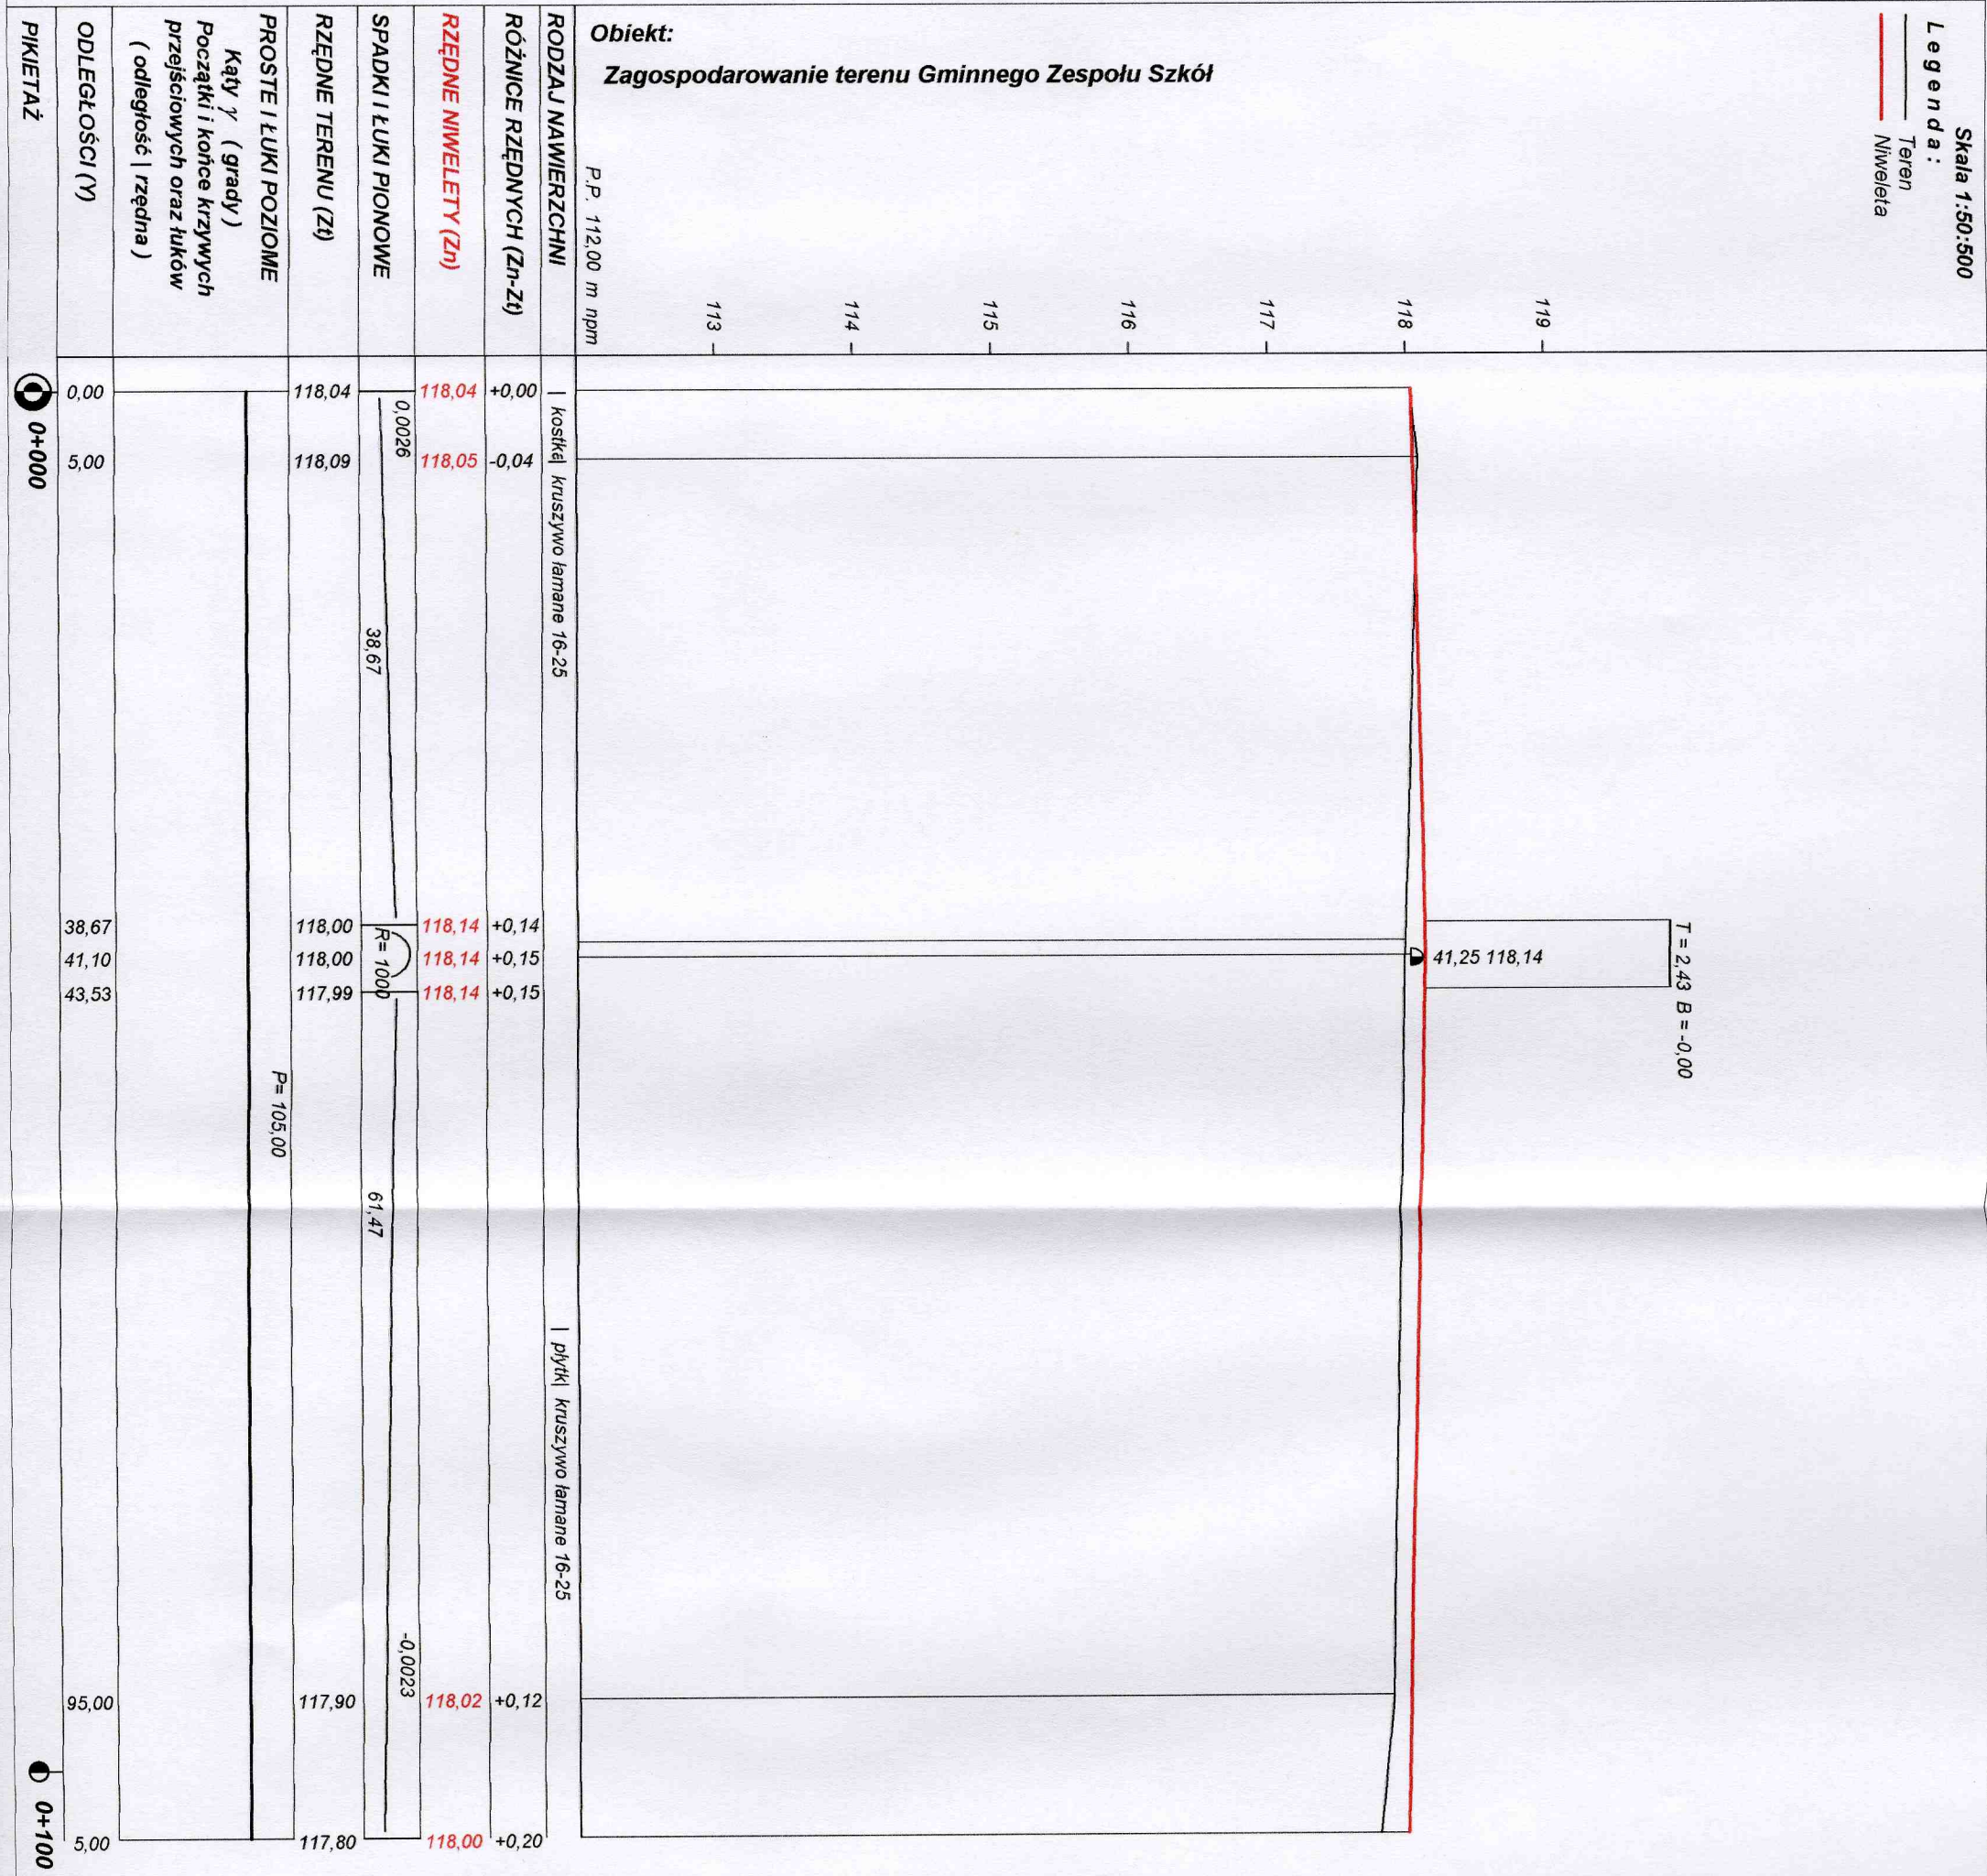 Skala 1:50:500
Legenda:
Teren
Niweleta
Obiekt:
Zagospodarowanie terenu Gminnego Zespołu Szkół
T = 2,43 B = -0,00
41,25 118,14
119
118
117
116
115
114
113
P.P. 112,00 m npm
RODZAJ NAWIERZCHNI
| kostka| kruszywo łamane 16-25
| płytk| kruszywo łamane 16-25
RÓŻNICE RZĘDNYCH (Zn-Zt)
+0,00 -0,04 +0,14 +0,15 +0,15 +0,12 +0,20
RZĘDNE NIWELETY (Zn)
118,04 118,05 118,14 118,14 118,14 118,02 118,00
SPADKI I ŁUKI PIONOWE
0,0026 38,67 R= 1000 61,47 -0,0023
RZĘDNE TERENU (Zt)
118,04 118,09 118,00 118,00 117,99 117,90 117,80
PROSTE I ŁUKI POZIOME
Kąty γ (grady)
Początki i końce krzywych
przejściowych oraz łuków
( odległość | rzędna )
P= 105,00
ODLEGŁOŚCI (Y)
0,00 5,00 38,67 41,10 43,53 95,00 5,00
PIKIETAŻ
0+000 0+100